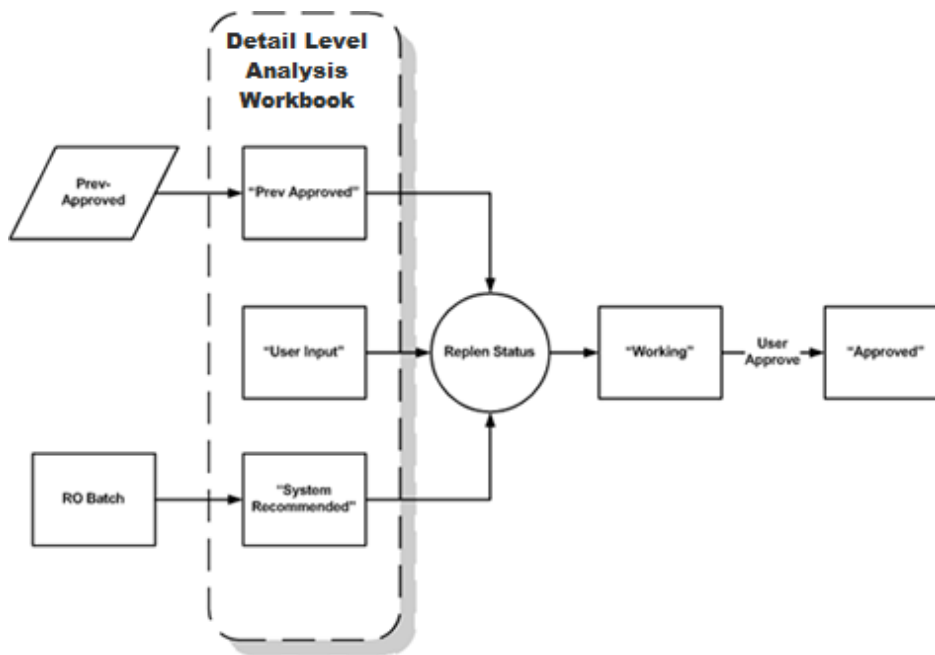 Detail Level
Analysis
Workbook
Prev-
Approved
“Prev Approved”
“User Input”
Replen Status
“Working”
User
Approve
“Approved”
RO Batch
“System
Recommended”